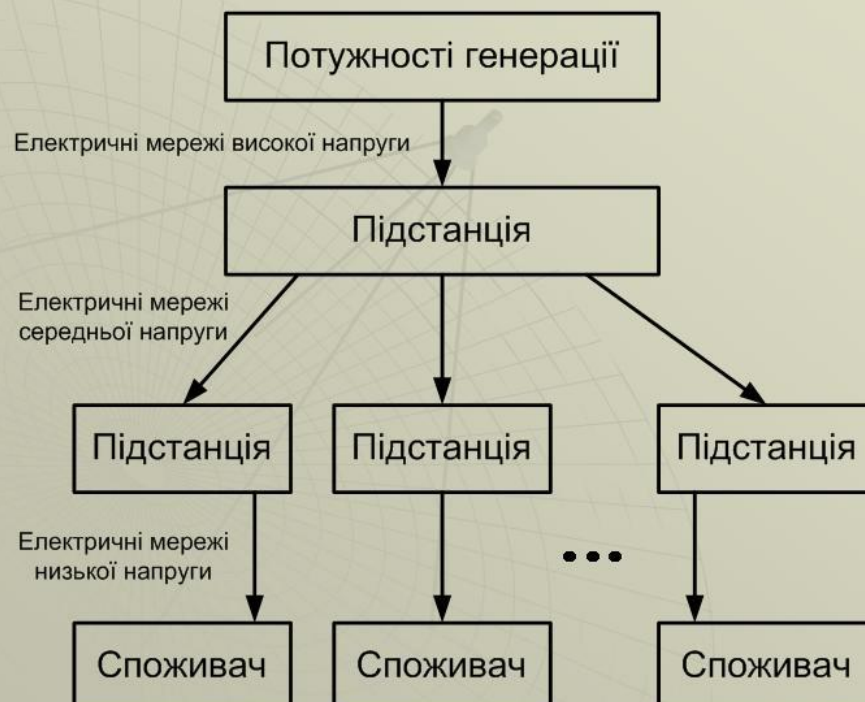 Потужності генерації
Електричні мережі високої напруги
Підстанція
Електричні мережі
середньої напруги
Підстанція
Підстанція
Підстанція
Електричні мережі
низької напруги
...
Споживач
Споживач
Споживач